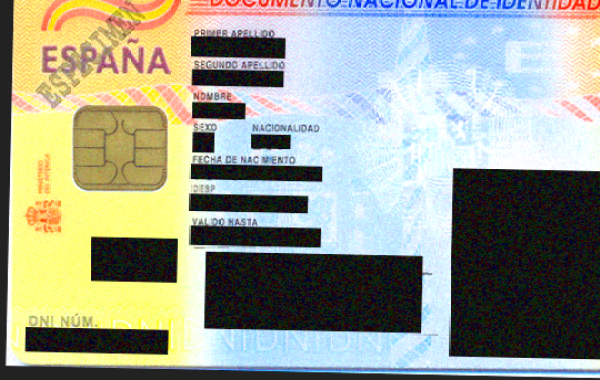 DOCUMENTO NACIONAL DE IDENTIDAD
ESPECIMEN
ESPAÑA
PRIMER APELLIDO
SEGUNDO APELLIDO
NOMBRE
SEXO NACIONALIDAD
FECHA DE NACIMIENTO
IDESP
VALIDO HASTA
MINISTERIO
DEL INTERIOR
DNI NÚM.
DNIDNIDNIDNI